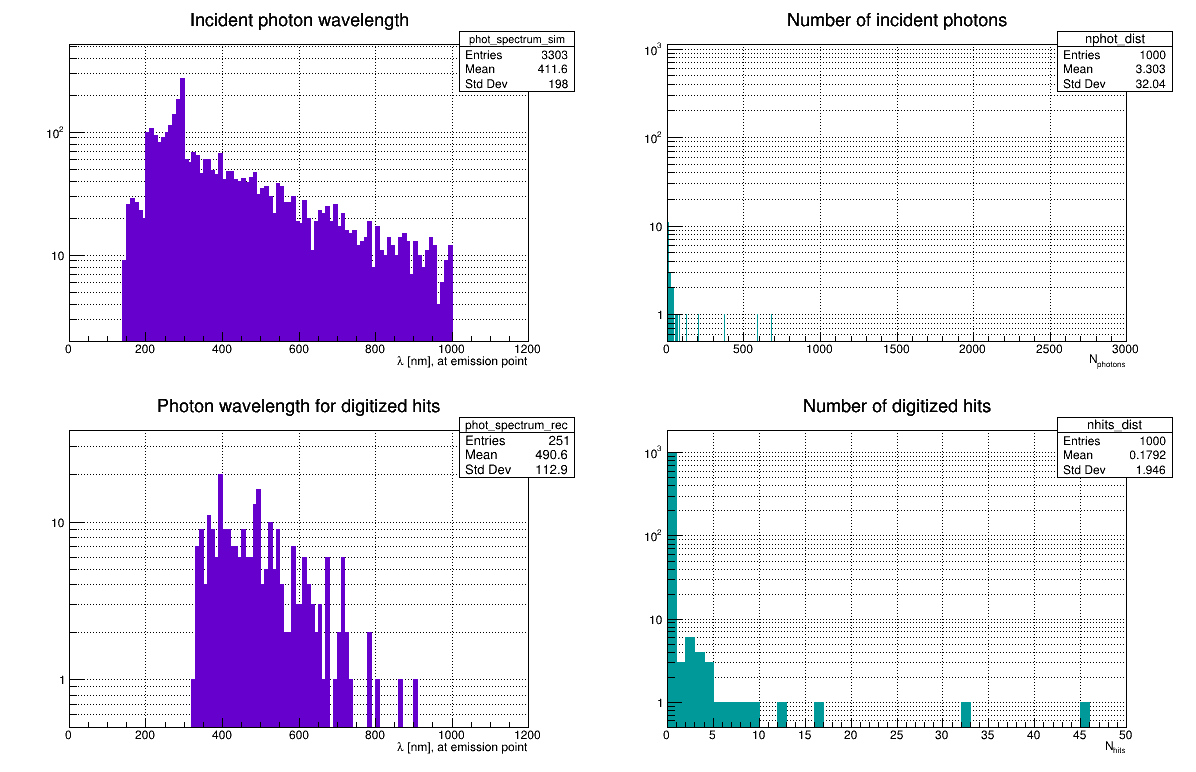 Incident photon wavelength
phot_spectrum_sim
Entries 3303
Mean 411.6
Std Dev 198
10²
10
0 200 400 600 800 1000 1200
λ [nm], at emission point
Number of incident photons
nphot_dist
Entries 1000
Mean 3.303
Std Dev 32.04
10³
10²
10
1
0 500 1000 1500 2000 2500 3000
N_photons
Photon wavelength for digitized hits
phot_spectrum_rec
Entries 251
Mean 490.6
Std Dev 112.9
10
1
0 200 400 600 800 1000 1200
λ [nm], at emission point
Number of digitized hits
nhits_dist
Entries 1000
Mean 0.1792
Std Dev 1.946
10³
10²
10
1
0 5 10 15 20 25 30 35 40 45 50
N_hits